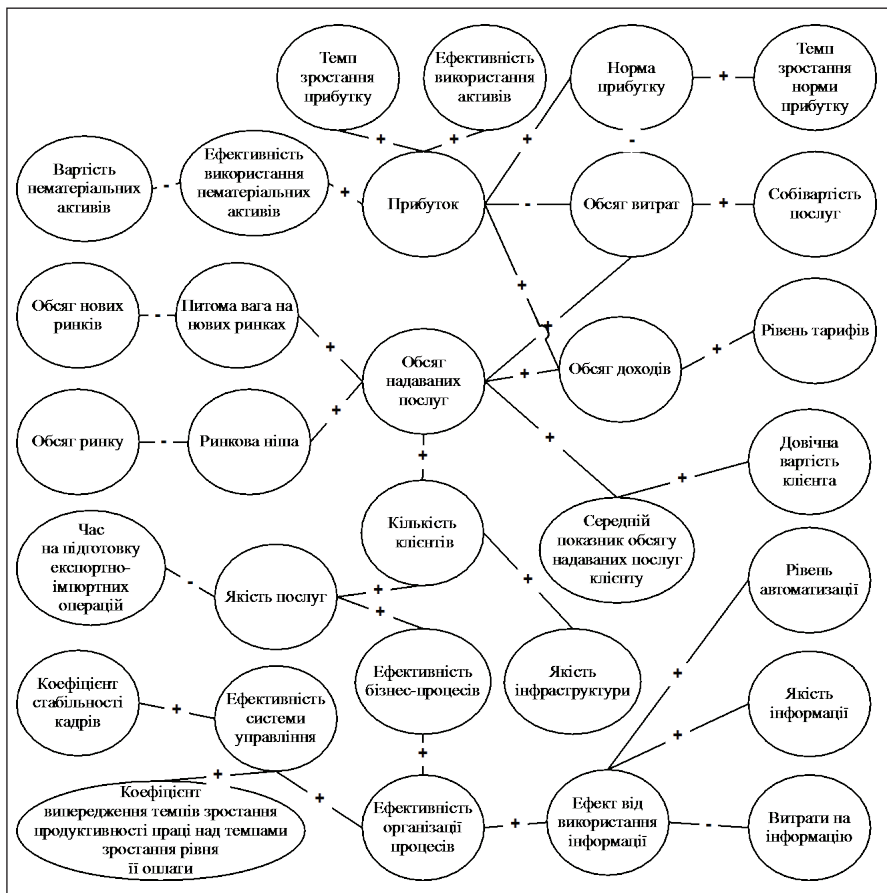 Темп
зростання
прибутку
Ефективність
використання
активів
Норма
прибутку
+
Темп
зростання
норми
прибутку
+
+
+
-
Вартість
нематеріальних
активів
-
Ефективність
використання
нематеріальних
активів
+
Прибуток
-
Обсяг витрат
+
Собівартість
послуг
+
Обсяг нових
ринків
-
Питома вага на
нових ринках
+
+
Обсяг
надаваних
послуг
+
Обсяг доходів
+
Рівень тарифів
Обсяг ринку
-
Ринкова ніша
+
+
+
Довічна
вартість
клієнта
+
Час
на підготовку
експортно-
імпортних
операцій
-
Якість послуг
+
+
Кількість
клієнтів
+
Середній
показник обсягу
надаваних послуг
клієнту
Рівень
автоматизації
+
Коефіцієнт
стабільності
кадрів
+
Ефективність
системи
управління
Ефективність
бізнес-процесів
Якість
інфраструктури
Якість
інформації
+
+
+
+
Коефіцієнт
випередження темпів зростання
продуктивності праці над темпами
зростання рівня
її оплати
Ефективність
організації
процесів
+
Ефект від
використання
інформації
-
Витрати на
інформацію